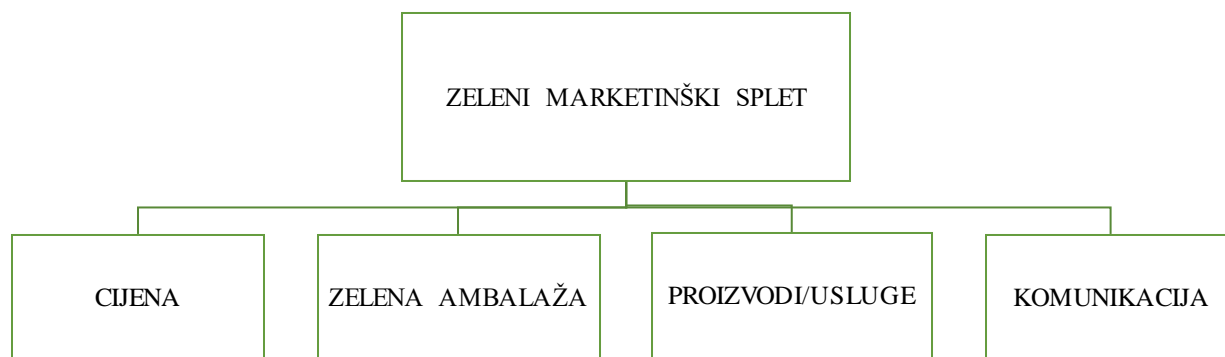 ZELENI MARKETINŠKI SPLET
CIJENA
ZELENA AMBALAŽA
PROIZVODI/USLUGE
KOMUNIKACIJA